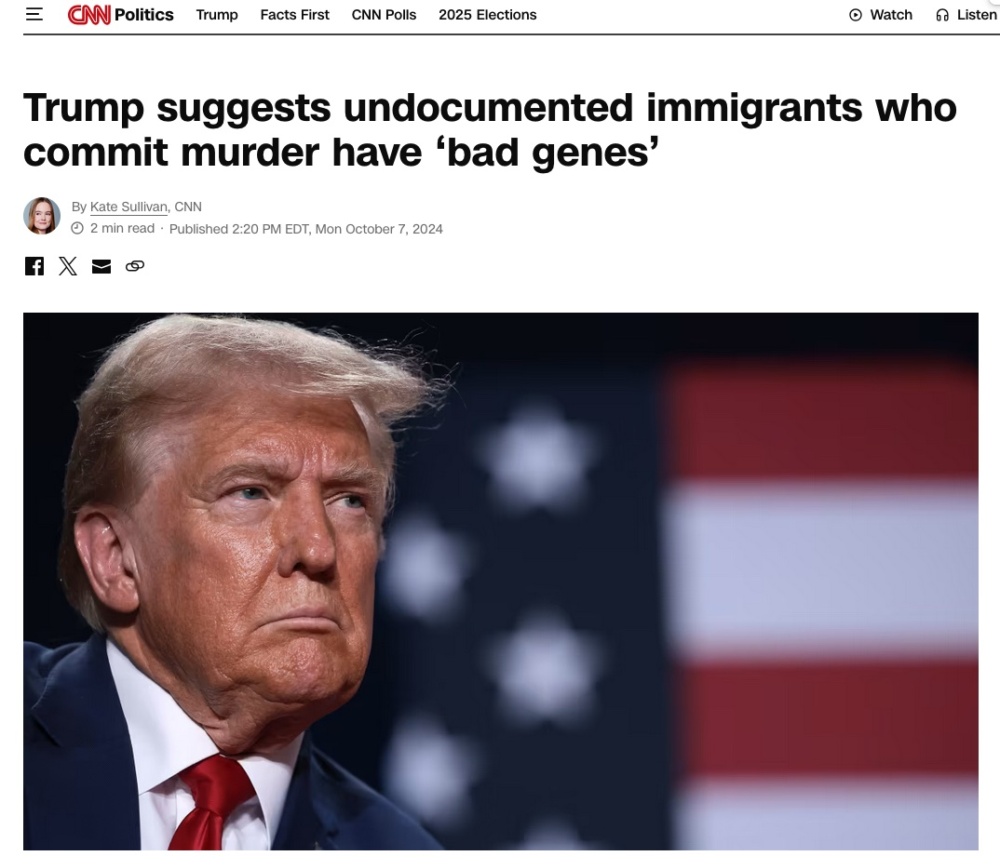 CNN Politics Trump Facts First CNN Polls 2025 Elections Watch Listen
Trump suggests undocumented immigrants who
commit murder have ‘bad genes’
By Kate Sullivan, CNN
2 min read · Published 2:20 PM EDT, Mon October 7, 2024